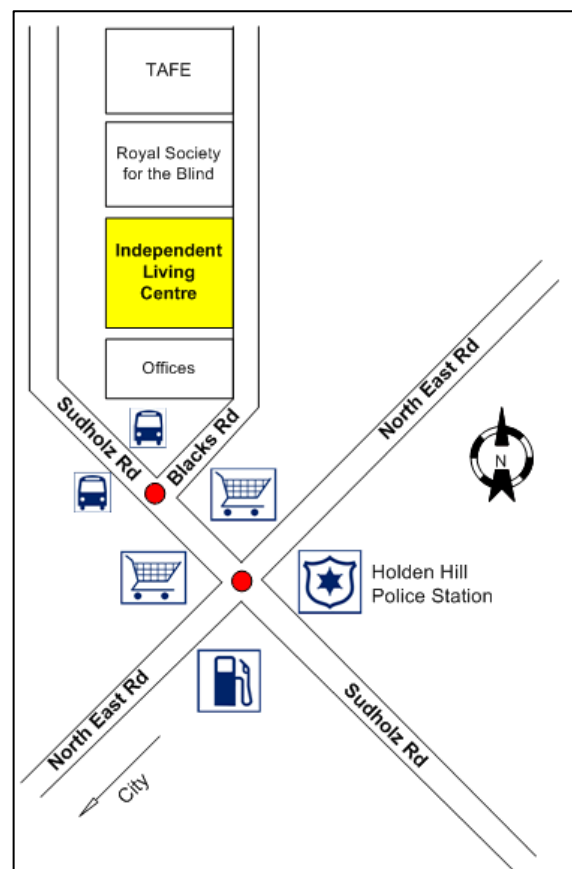 TAFE
Royal Society
for the Blind
Independent
Living
Centre
Offices
Sudholz Rd
Blacks Rd
North East Rd
N
Holden Hill
Police Station
North East Rd
Sudholz Rd
City